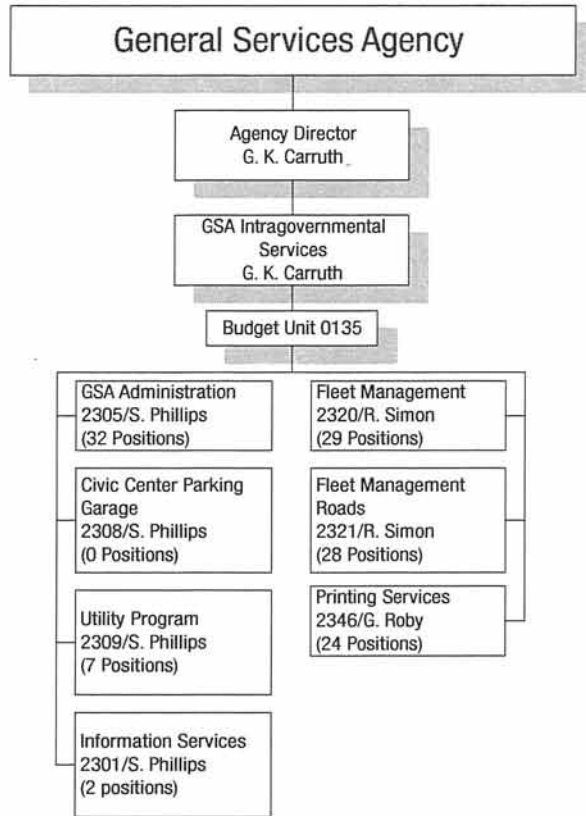 General Services Agency
Agency Director
G. K. Carruth
GSA Intragovernmental
Services
G. K. Carruth
Budget Unit 0135
GSA Administration
2305/S. Phillips
(32 Positions)
Civic Center Parking
Garage
2308/S. Phillips
(0 Positions)
Utility Program
2309/S. Phillips
(7 Positions)
Information Services
2301/S. Phillips
(2 positions)
Fleet Management
2320/R. Simon
(29 Positions)
Fleet Management
Roads
2321/R. Simon
(28 Positions)
Printing Services
2346/G. Roby
(24 Positions)